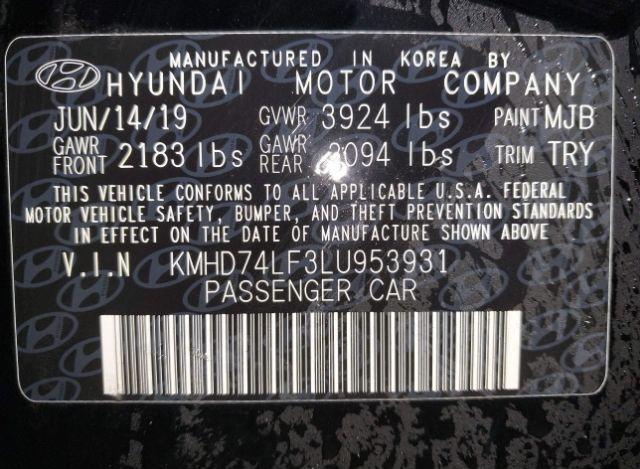 MANUFACTURED IN KOREA BY
HYUNDAI MOTOR COMPANY
JUN/14/19 GVWR 3924 lbs PAINT MJB
GAWR FRONT 2183 lbs GAWR REAR 2094 lbs TRIM TRY
THIS VEHICLE CONFORMS TO ALL APPLICABLE U.S.A. FEDERAL
MOTOR VEHICLE SAFETY, BUMPER, AND THEFT PREVENTION STANDARDS
IN EFFECT ON THE DATE OF MANUFACTURE SHOWN ABOVE
V.I.N KMHD74LF3LU953931
PASSENGER CAR